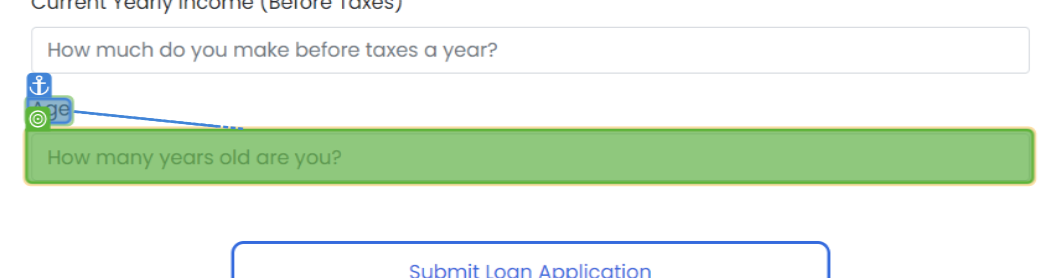 Current Yearly Income (Before Taxes)
How much do you make before taxes a year?
Age
How many years old are you?
Submit Loan Application